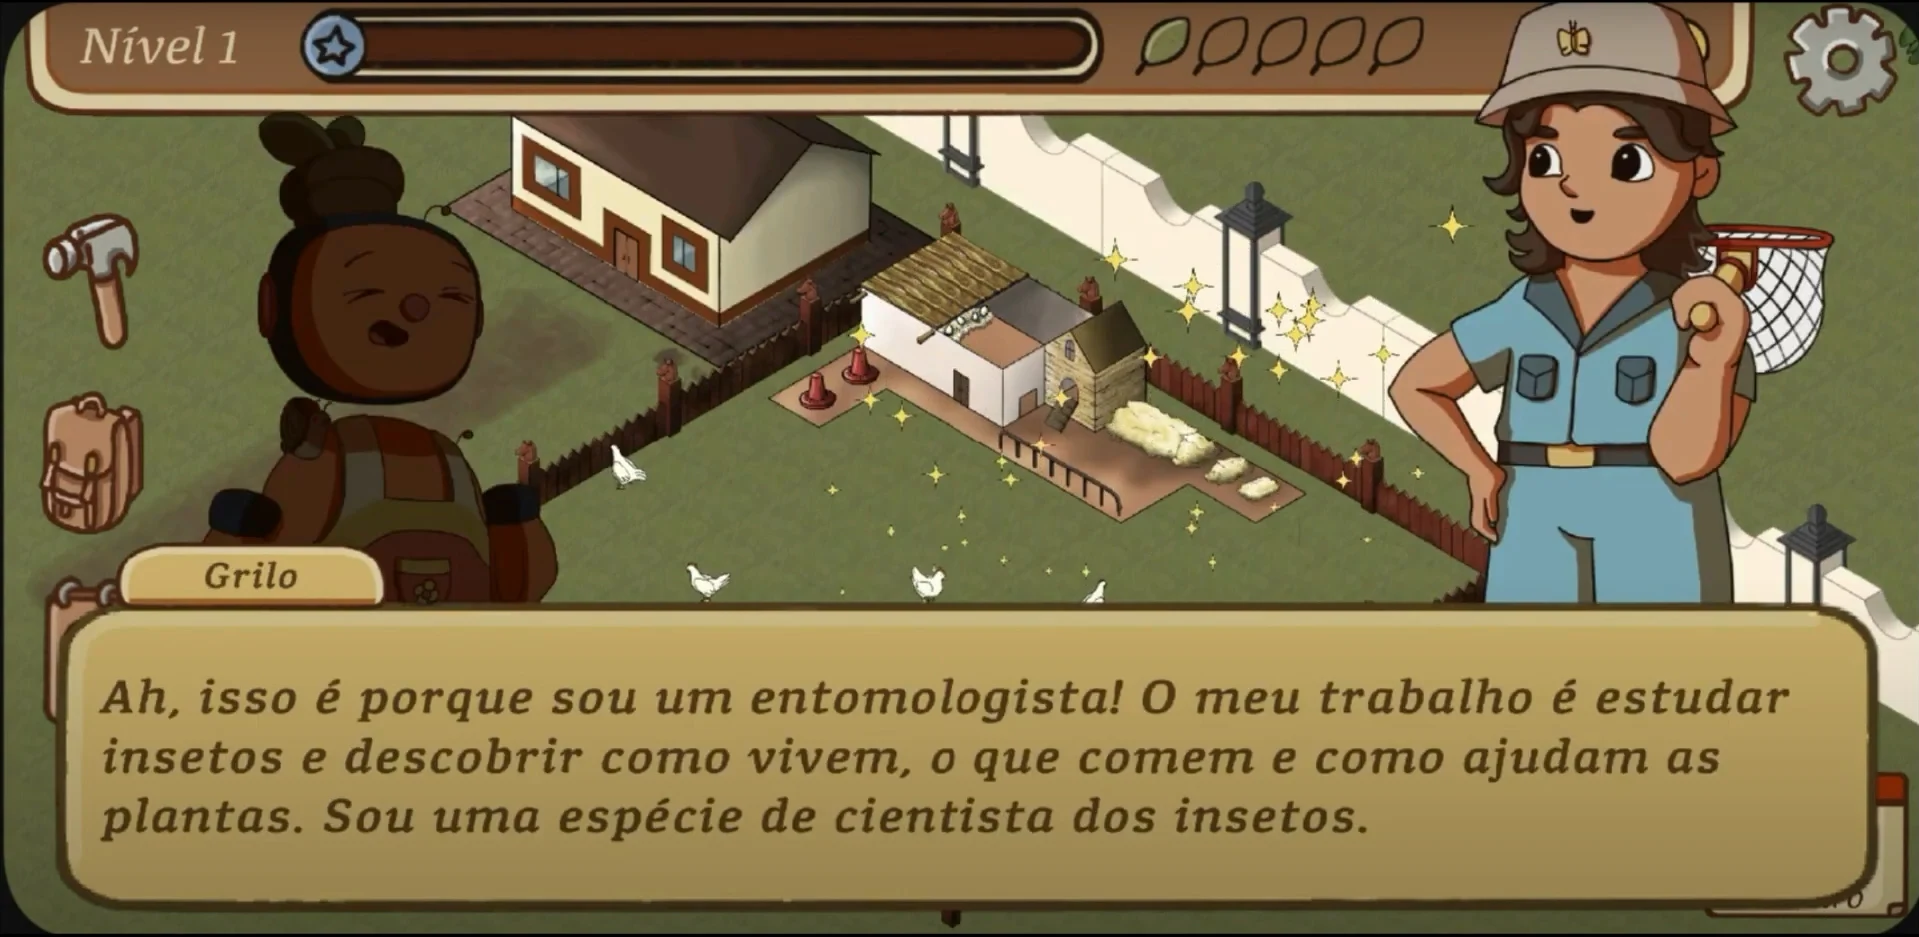 Nível 1
Grilo
Ah, isso é porque sou um entomologista! O meu trabalho é estudar
insetos e descobrir como vivem, o que comem e como ajudam as
plantas. Sou uma espécie de cientista dos insetos.